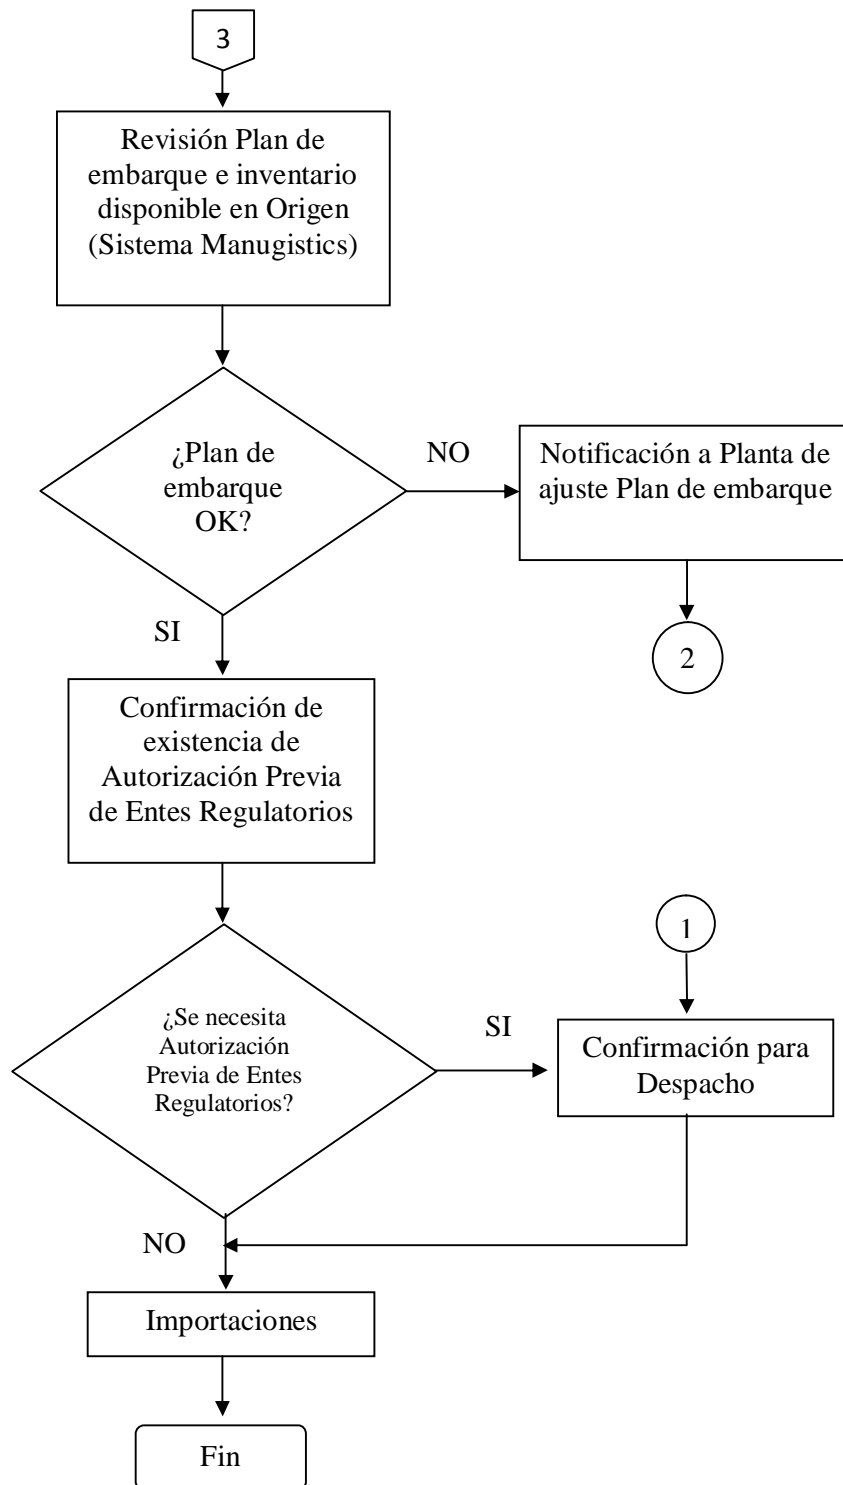 3
Revisión Plan de
embarque e inventario
disponible en Origen
(Sistema Manugistics)
¿Plan de
embarque
OK?
NO
Notificación a Planta de
ajuste Plan de embarque
SI
2
Confirmación de
existencia de
Autorización Previa
de Entes Regulatorios
1
¿Se necesita
Autorización
Previa de Entes
Regulatorios?
SI
Confirmación para
Despacho
NO
Importaciones
Fin